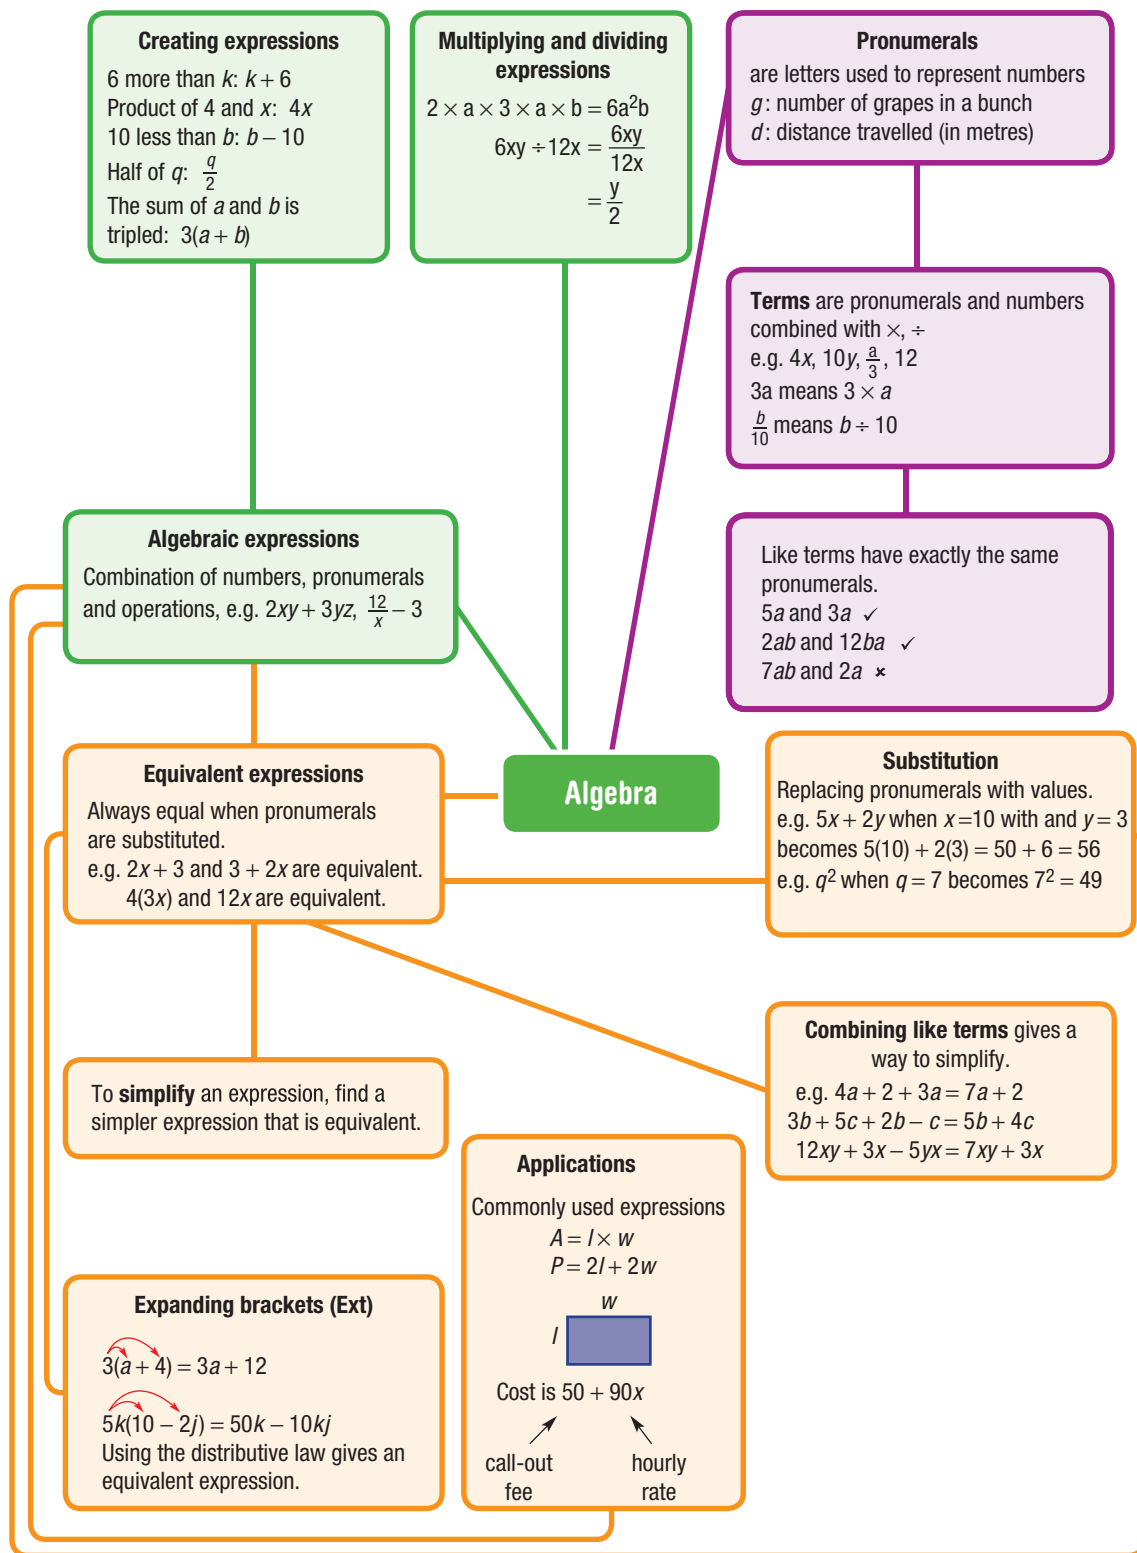 Creating expressions
6 more than k: k + 6
Product of 4 and x: 4x
10 less than b: b – 10
Half of q: q/2
The sum of a and b is
tripled: 3(a + b)
Multiplying and dividing
expressions
2 × a × 3 × a × b = 6a²b
6xy ÷ 12x = 6xy/12x
= y/2
Pronumerals
are letters used to represent numbers
g: number of grapes in a bunch
d: distance travelled (in metres)
Terms are pronumerals and numbers
combined with ×, ÷
e.g. 4x, 10y, a/3, 12
3a means 3 × a
b/10 means b ÷ 10
Like terms have exactly the same
pronumerals.
5a and 3a ✓
2ab and 12ba ✓
7ab and 2a ×
Algebraic expressions
Combination of numbers, pronumerals
and operations, e.g. 2xy + 3yz, 12/x – 3
Algebra
Equivalent expressions
Always equal when pronumerals
are substituted.
e.g. 2x + 3 and 3 + 2x are equivalent.
4(3x) and 12x are equivalent.
Substitution
Replacing pronumerals with values.
e.g. 5x + 2y when x =10 with and y = 3
becomes 5(10) + 2(3) = 50 + 6 = 56
e.g. q² when q = 7 becomes 7² = 49
To simplify an expression, find a
simpler expression that is equivalent.
Combining like terms gives a
way to simplify.
e.g. 4a + 2 + 3a = 7a + 2
3b + 5c + 2b – c = 5b + 4c
12xy + 3x – 5yx = 7xy + 3x
Expanding brackets (Ext)
3(a + 4) = 3a + 12
5k(10 – 2j) = 50k – 10kj
Using the distributive law gives an
equivalent expression.
Applications
Commonly used expressions
A = l × w
P = 2l + 2w
w
l
Cost is 50 + 90x
call-out
fee
hourly
rate